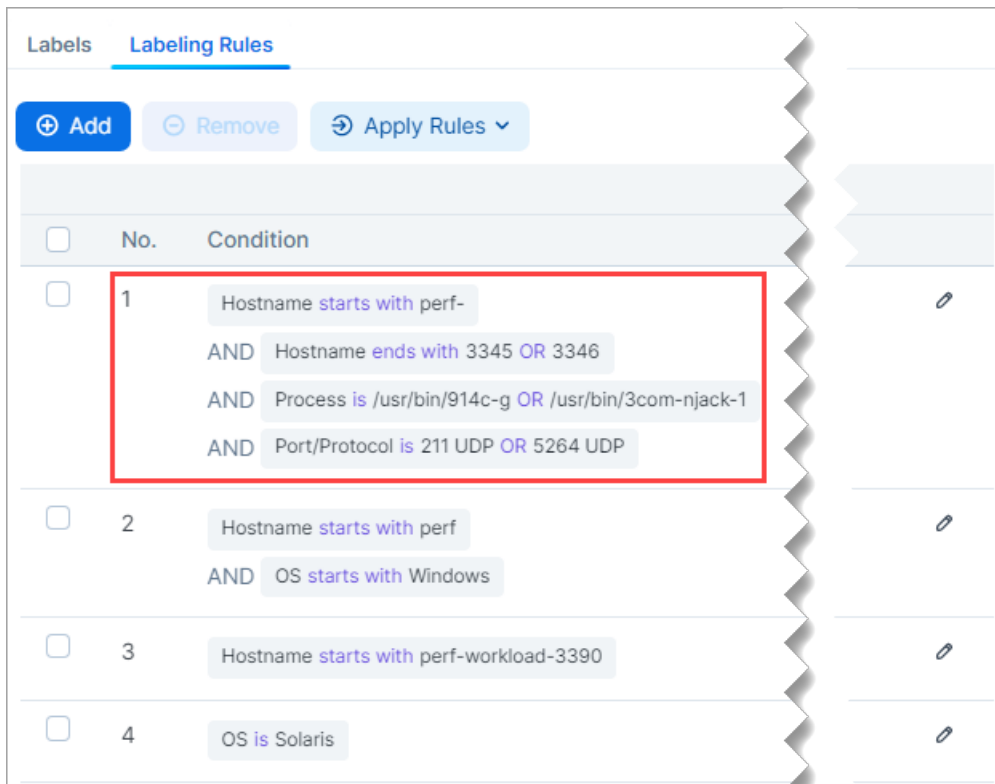 Labels Labeling Rules
Add Remove Apply Rules
No. Condition
1 Hostname starts with perf-
AND Hostname ends with 3345 OR 3346
AND Process is /usr/bin/914c-g OR /usr/bin/3com-njack-1
AND Port/Protocol is 211 UDP OR 5264 UDP
2 Hostname starts with perf
AND OS starts with Windows
3 Hostname starts with perf-workload-3390
4 OS is Solaris